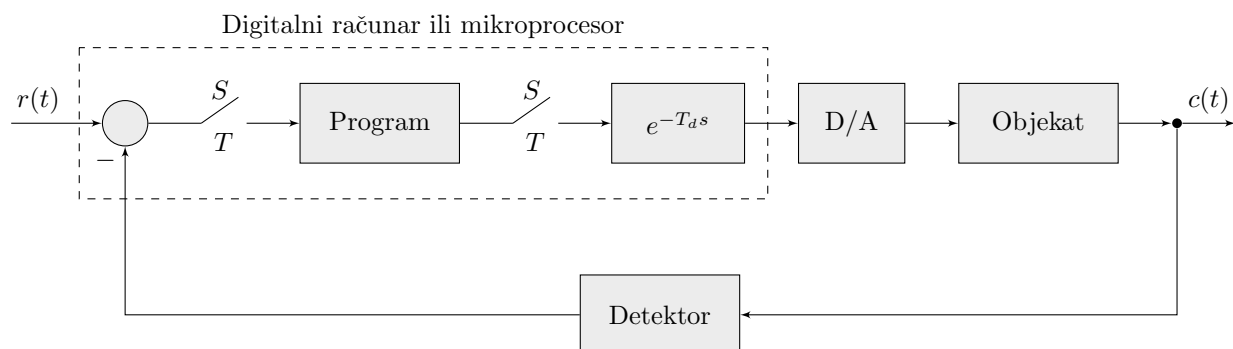 Digitalni računar ili mikroprocesor
r(t)
S
T
Program
S
T
e^{-T_d s}
D/A
Objekat
c(t)
−
Detektor